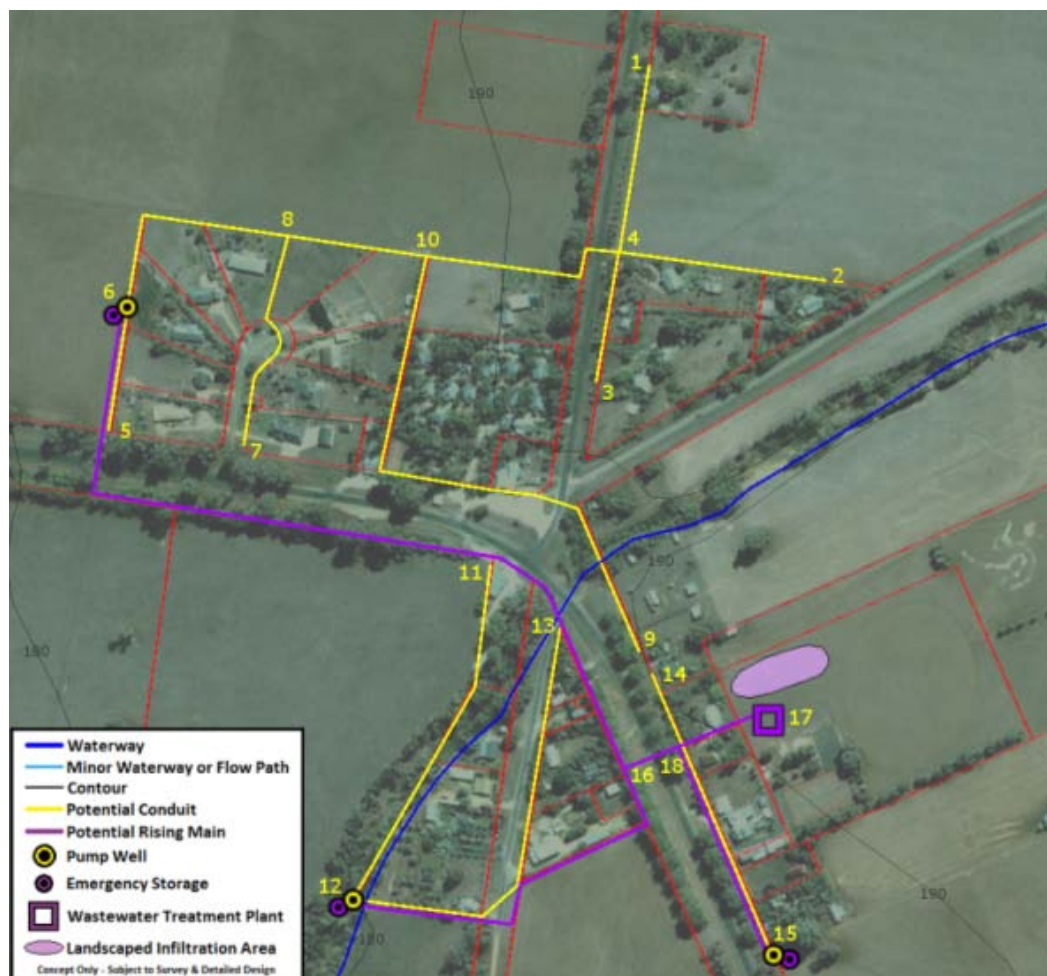 1
190
4
8
10
2
6
3
5
7
190
11
13
9
14
180
17
16
18
12
180
190
15
Waterway
Minor Waterway or Flow Path
Contour
Potential Conduit
Potential Rising Main
Pump Well
Emergency Storage
Wastewater Treatment Plant
Landscaped Infiltration Area
Concept Only - Subject to Survey & Detailed Design